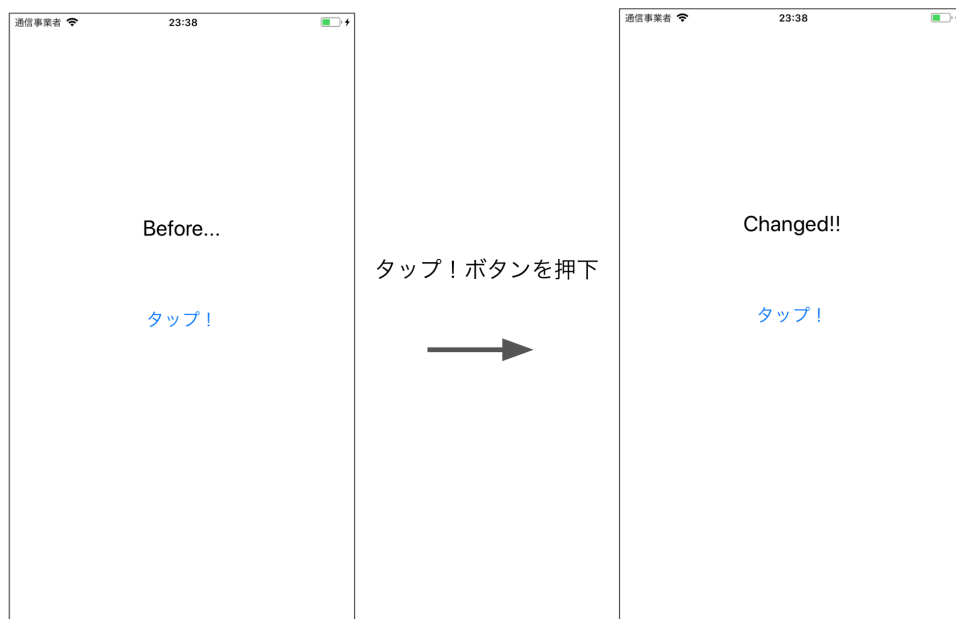 通信事業者 23:38
Before...
タップ！
タップ！ボタンを押下
通信事業者 23:38
Changed!!
タップ！